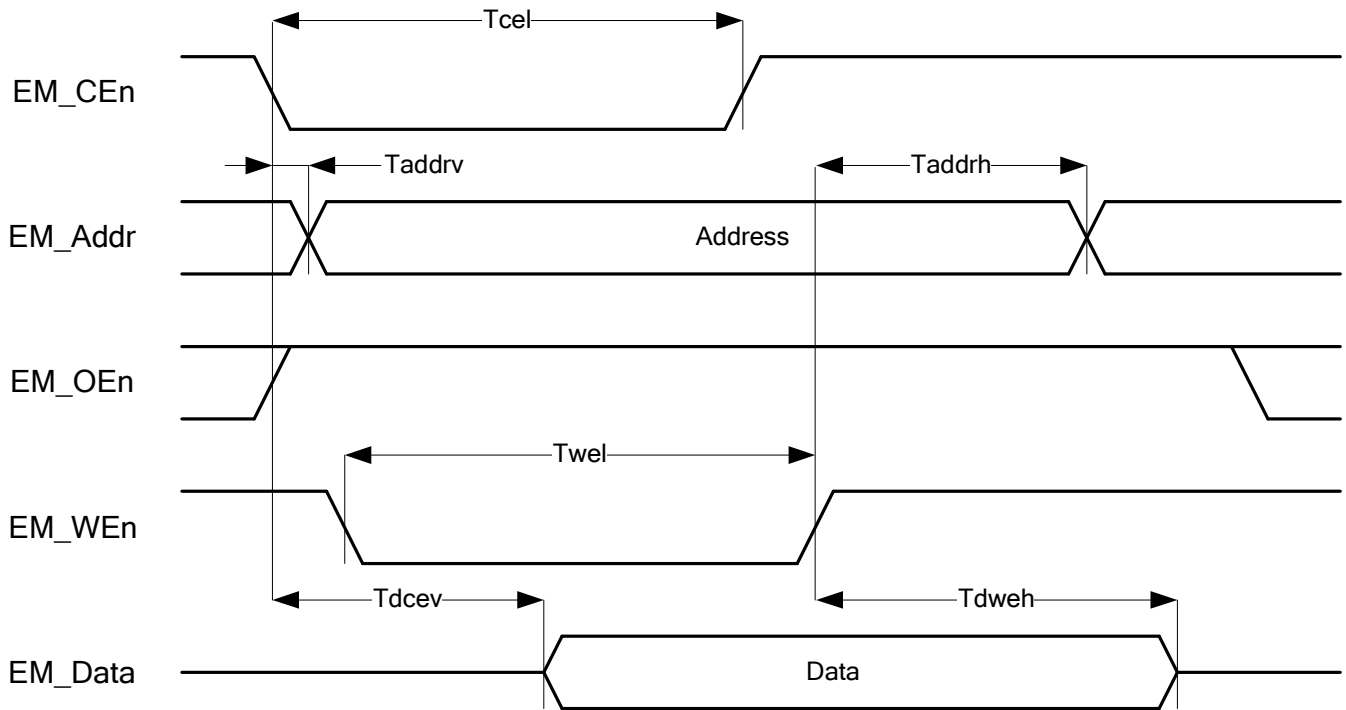 Tcel
EM_CEn
Taddrv
Taddrh
EM_Addr
Address
EM_OEn
Twel
EM_WEn
Tdcev
Tdweh
EM_Data
Data